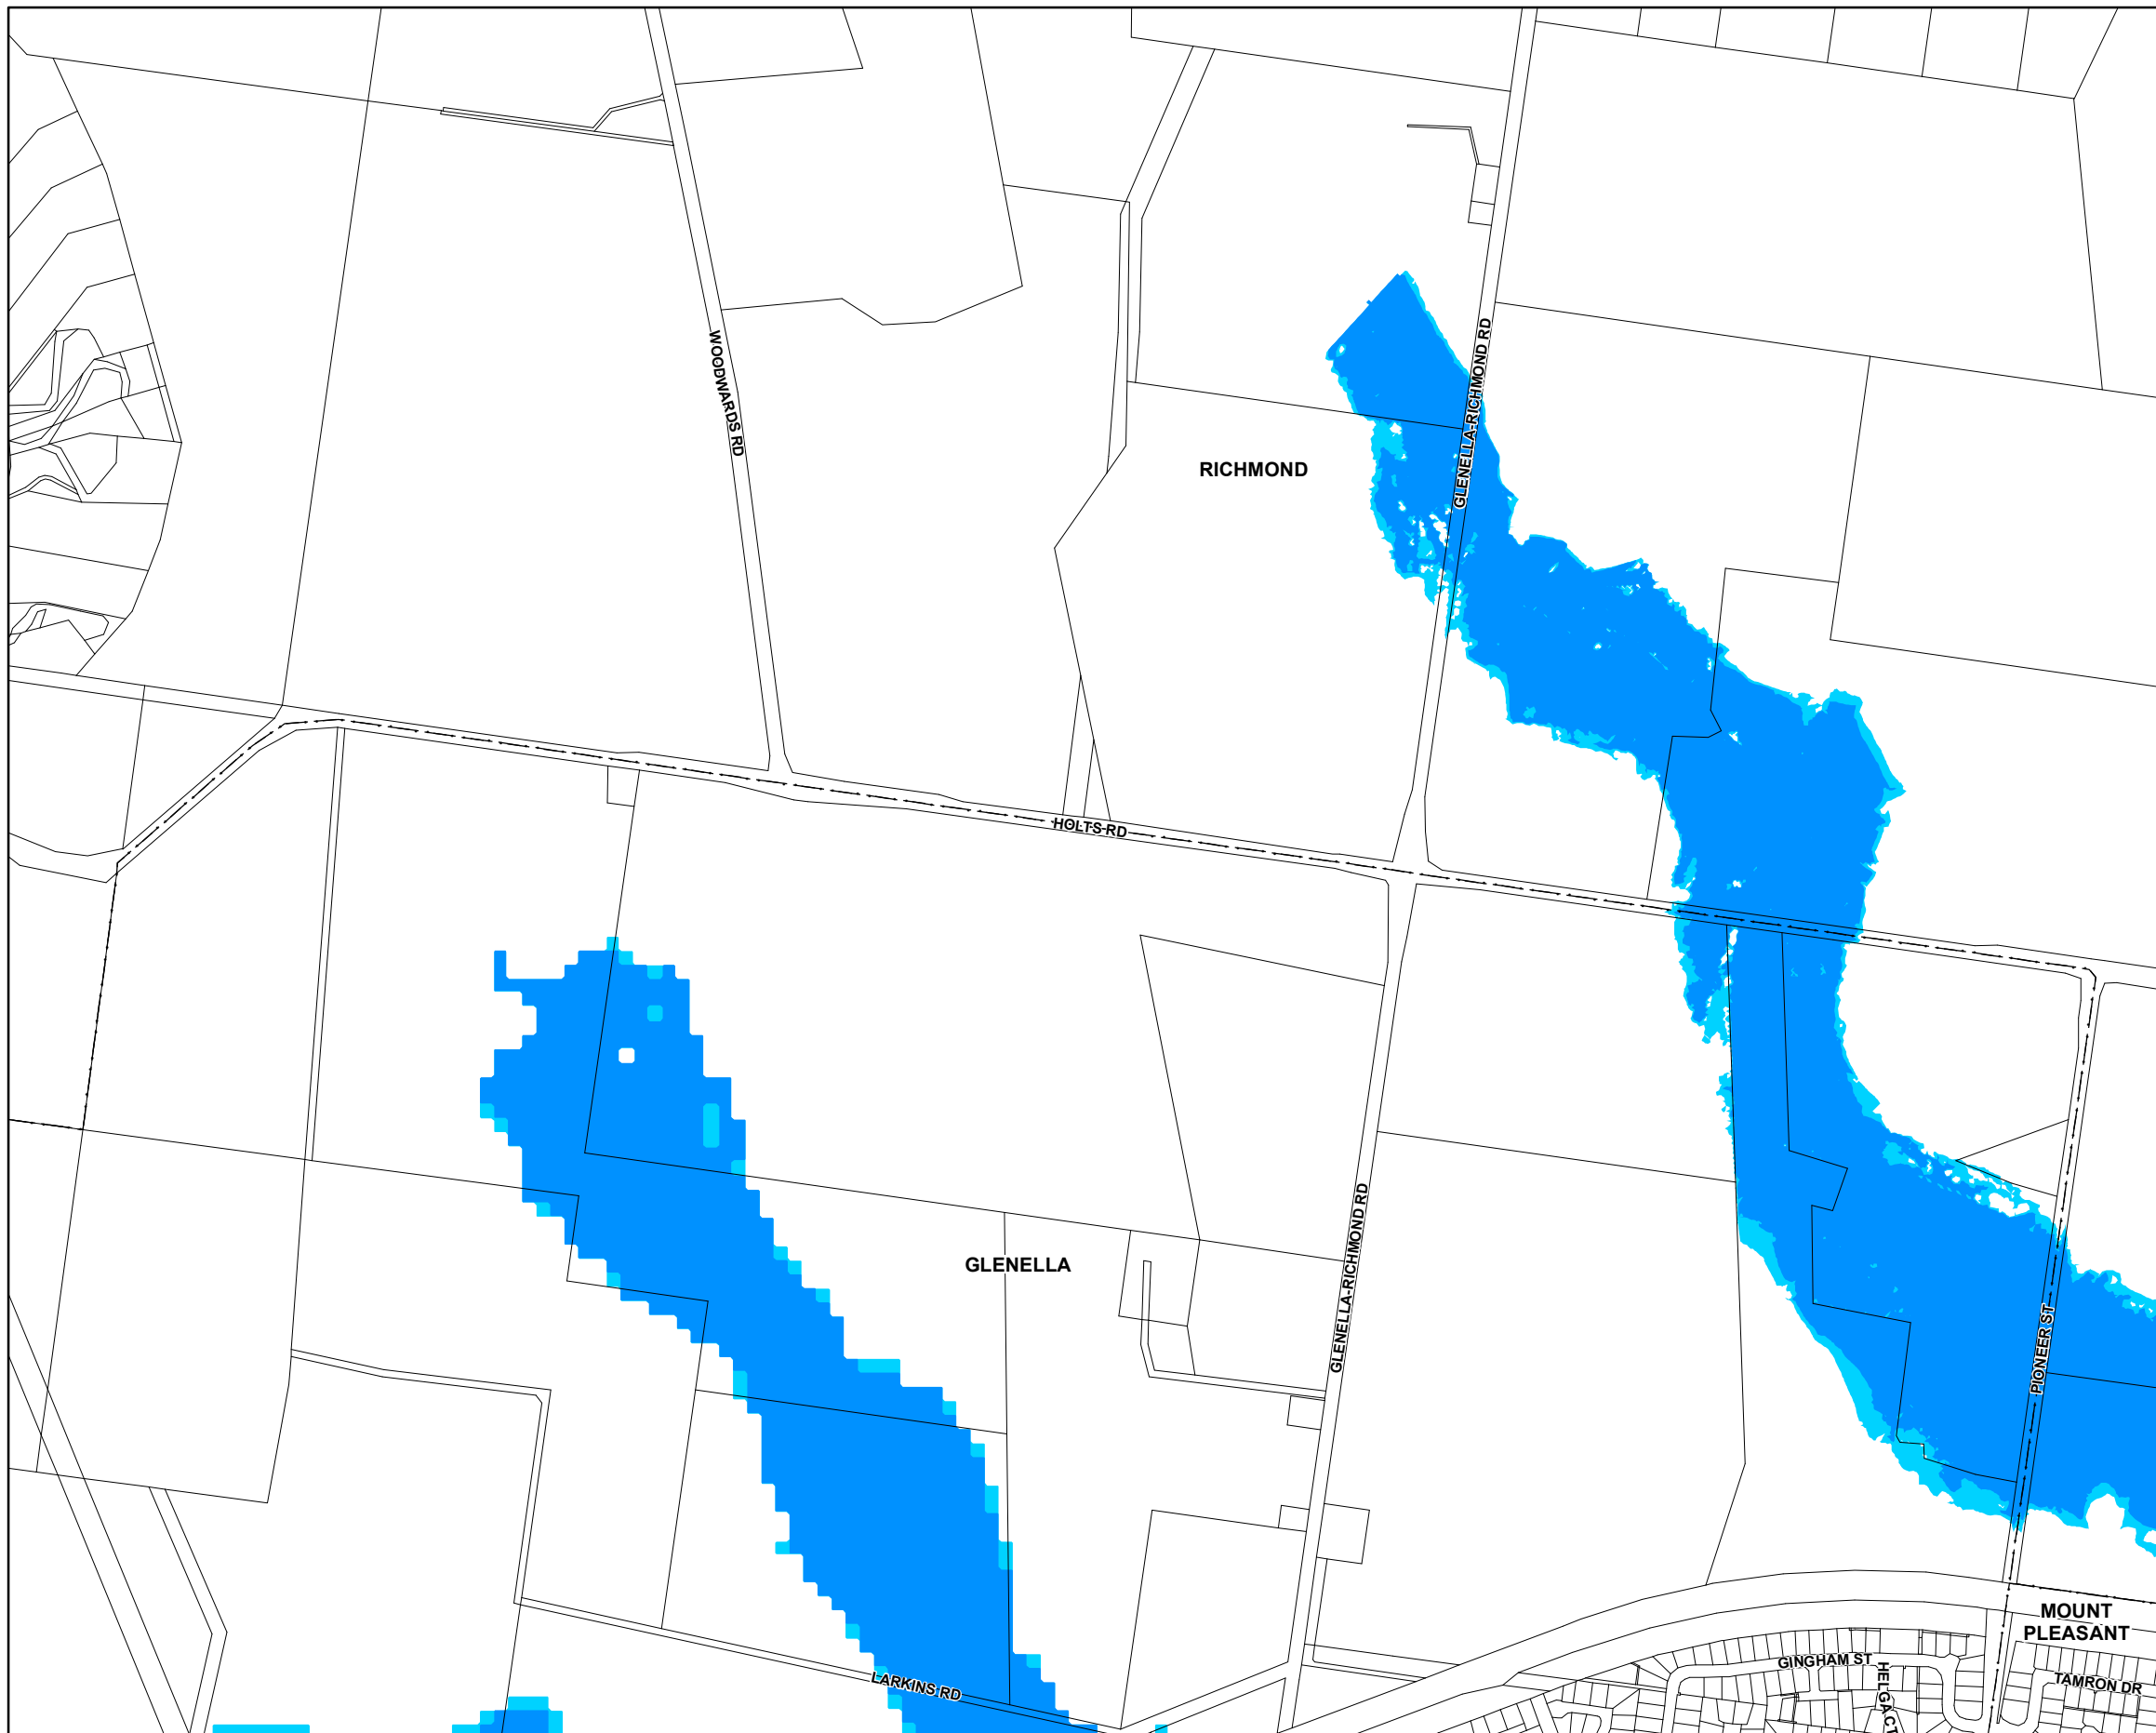 WOODWARDS RD
GLENELLA-RICHMOND RD
RICHMOND
HOLTS RD
GLENELLA-RICHMOND RD
GLENELLA
PIONEER ST
MOUNT
PLEASANT
GINGHAM ST
HELGA CT
TAMRON DR
LARKINS RD